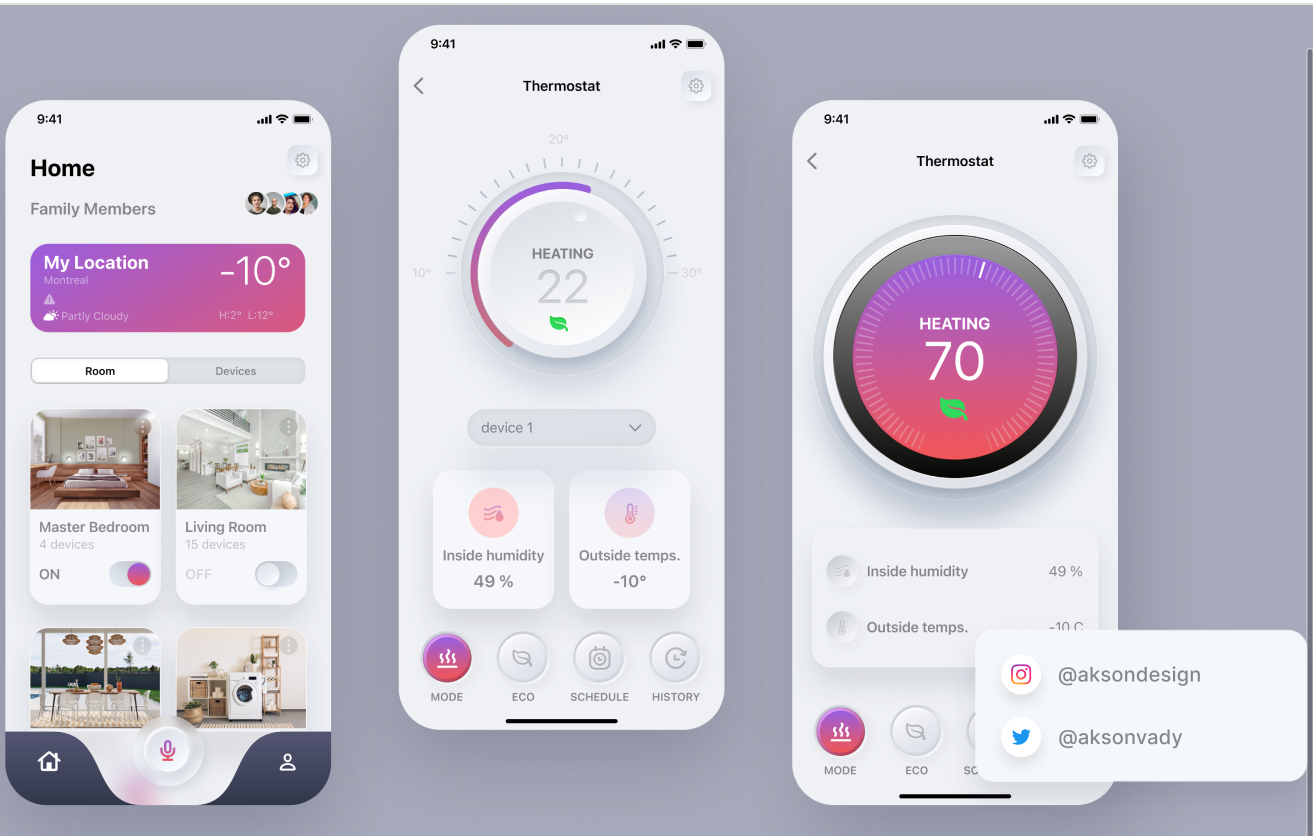 9:41
Home
Family Members
My Location
Montreal
-10°
Partly Cloudy
H:2° L:12°
Room
Devices
Master Bedroom
4 devices
ON
Living Room
15 devices
OFF
9:41
Thermostat
20°
10°
30°
HEATING
22
device 1
Inside humidity
49 %
Outside temps.
-10°
MODE
ECO
SCHEDULE
HISTORY
9:41
Thermostat
HEATING
70
Inside humidity
49 %
Outside temps.
-10 C
MODE
ECO
SC
@aksondesign
@aksonvady